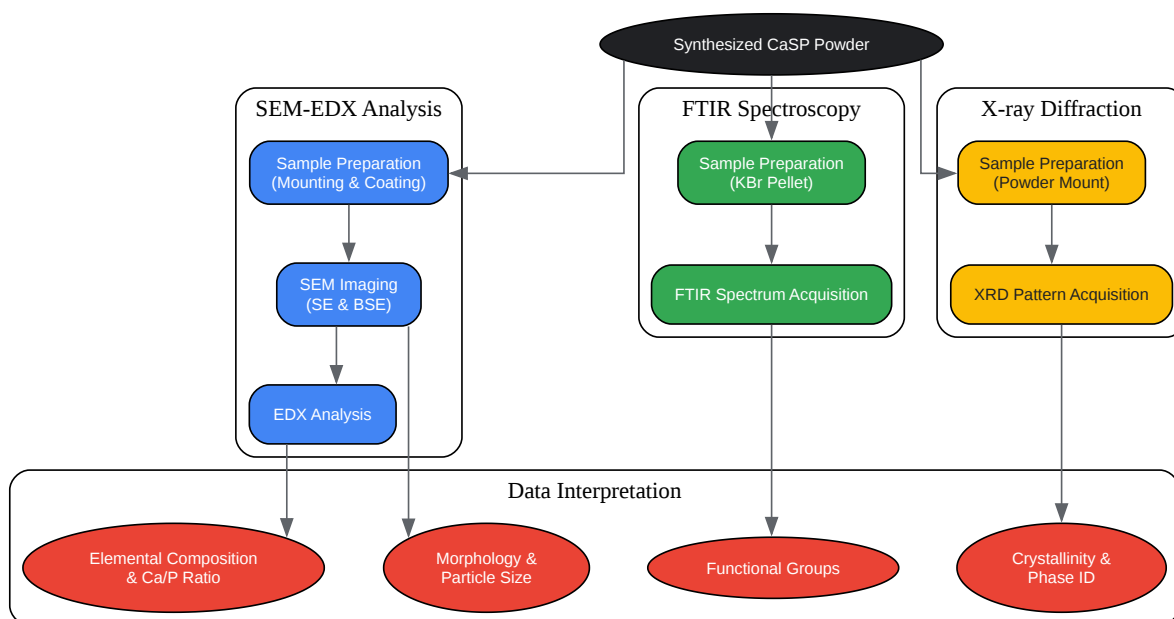 Synthesized CaSP Powder
SEM-EDX Analysis
Sample Preparation
(Mounting & Coating)
SEM Imaging
(SE & BSE)
EDX Analysis
FTIR Spectroscopy
Sample Preparation
(KBr Pellet)
FTIR Spectrum Acquisition
X-ray Diffraction
Sample Preparation
(Powder Mount)
XRD Pattern Acquisition
Data Interpretation
Elemental Composition
& Ca/P Ratio
Morphology &
Particle Size
Functional Groups
Crystallinity &
Phase ID